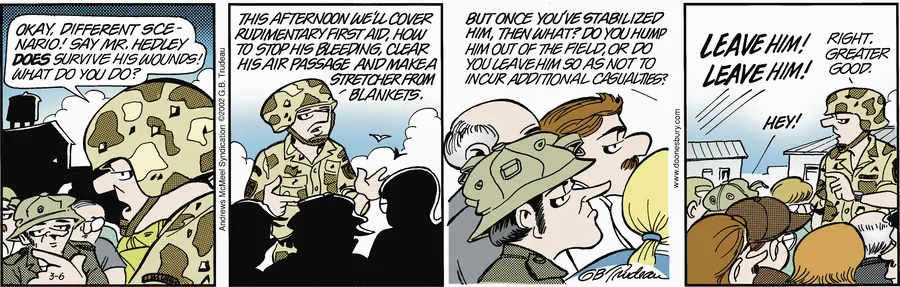 OKAY, DIFFERENT SCE-
NARIO! SAY MR. HEDLEY
DOES SURVIVE HIS WOUNDS!
WHAT DO YOU DO?
3-6
Andrews McMeel Syndication ©2002 G.B. Trudeau
THIS AFTERNOON WE'LL COVER
RUDIMENTARY FIRST AID, HOW
TO STOP HIS BLEEDING, CLEAR
HIS AIR PASSAGE AND MAKE A
STRETCHER FROM
BLANKETS.
BUT ONCE YOU'VE STABILIZED
HIM, THEN WHAT? DO YOU HUMP
HIM OUT OF THE FIELD, OR DO
YOU LEAVE HIM SO AS NOT TO
INCUR ADDITIONAL CASUALTIES?
GB Trudeau
www.doonesbury.com
LEAVE HIM!
LEAVE HIM!
RIGHT.
GREATER
GOOD.
HEY!